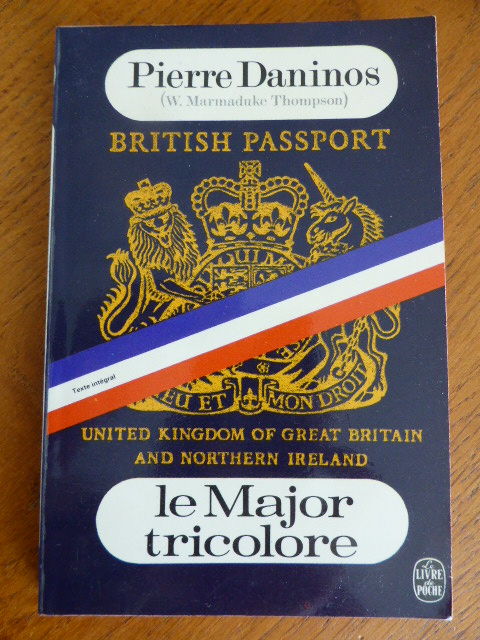 Pierre Daninos
(W. Marmaduke Thompson)
BRITISH PASSPORT
QUI M
Texte intégral
EU ET MON DROIT
UNITED KINGDOM OF GREAT BRITAIN
AND NORTHERN IRELAND
le Major
tricolore
Le
LIVRE
de
POCHE